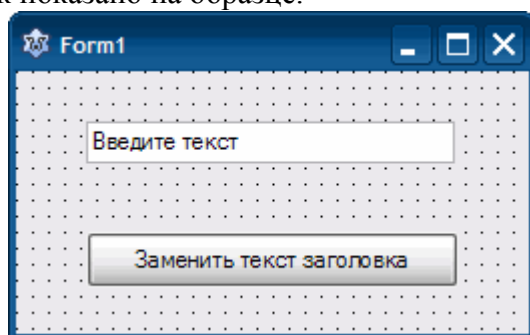 к показано на образце.
Form1
Введите текст
Заменить текст заголовка